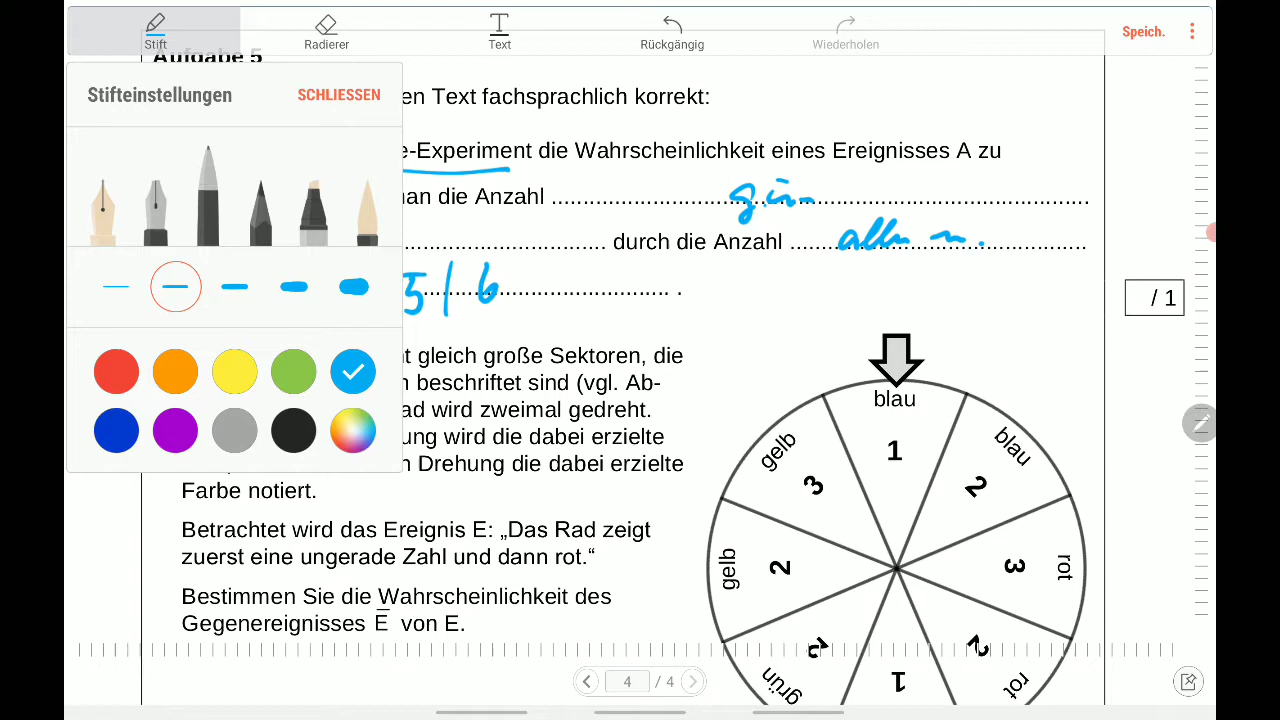 Stift
Radierer
Text
Rückgängig
Wiederholen
Speich.
Aufgabe 5
Stifteinstellungen
SCHLIESSEN
en Text fachsprachlich korrekt:
e-Experiment die Wahrscheinlichkeit eines Ereignisses A zu
an die Anzahl ........................................................................................
gün
........................................ durch die Anzahl ................................................
5 | 6
........................................ .
/ 1
t gleich große Sektoren, die
n beschriftet sind (vgl. Ab-
ad wird zweimal gedreht.
ung wird die dabei erzielte
n Drehung die dabei erzielte
Farbe notiert.
Betrachtet wird das Ereignis E: „Das Rad zeigt
zuerst eine ungerade Zahl und dann rot.“
Bestimmen Sie die Wahrscheinlichkeit des
Gegenereignisses E̅ von E.
blau
1
blau
2
rot
3
rot
2
1
grün
2
gelb
2
gelb
3
4 / 4